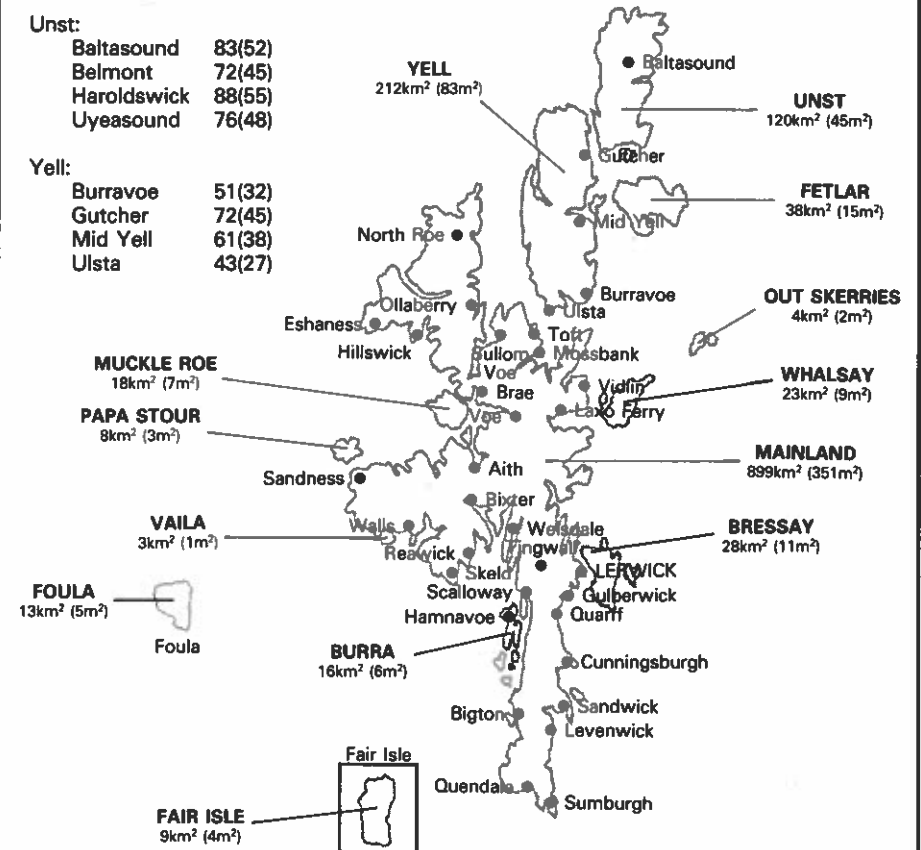 Unst:
Baltasound 83(52)
Belmont 72(45)
Haroldswick 88(55)
Uyeasound 76(48)
Yell:
Burravoe 51(32)
Gutcher 72(45)
Mid Yell 61(38)
Ulsta 43(27)
YELL
212km² (83m²)
Baltasound
UNST
120km² (45m²)
Gutcher
FETLAR
38km² (15m²)
Mid Yell
North Roe
Burravoe
OUT SKERRIES
4km² (2m²)
Ollaberry
Ulsta
Eshaness
Hillswick
Toft
Sullom
Voe
Mossbank
MUCKLE ROE
18km² (7m²)
Brae
Vidlin
WHALSAY
23km² (9m²)
PAPA STOUR
8km² (3m²)
Voe
Laxo Ferry
MAINLAND
899km² (351m²)
Sandness
Aith
Bixter
VAILA
3km² (1m²)
Walls
Weisdale
BRESSAY
28km² (11m²)
Reawick
Tingwall
Skeld
LERWICK
FOULA
13km² (5m²)
Foula
Scalloway
Gulberwick
Hamnavoe
Quarff
BURRA
16km² (6m²)
Cunningsburgh
Bigton
Sandwick
Levenwick
Fair Isle
Quendale
Sumburgh
FAIR ISLE
9km² (4m²)